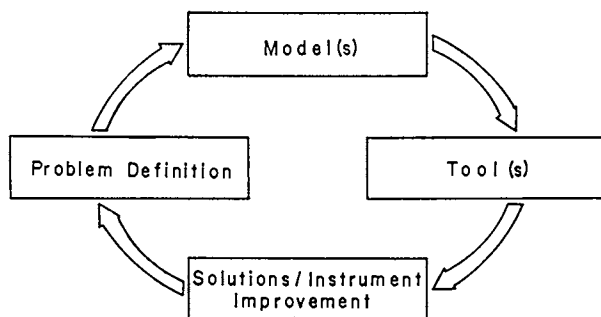 Model(s)
Problem Definition
Tool(s)
Solutions/Instrument
Improvement